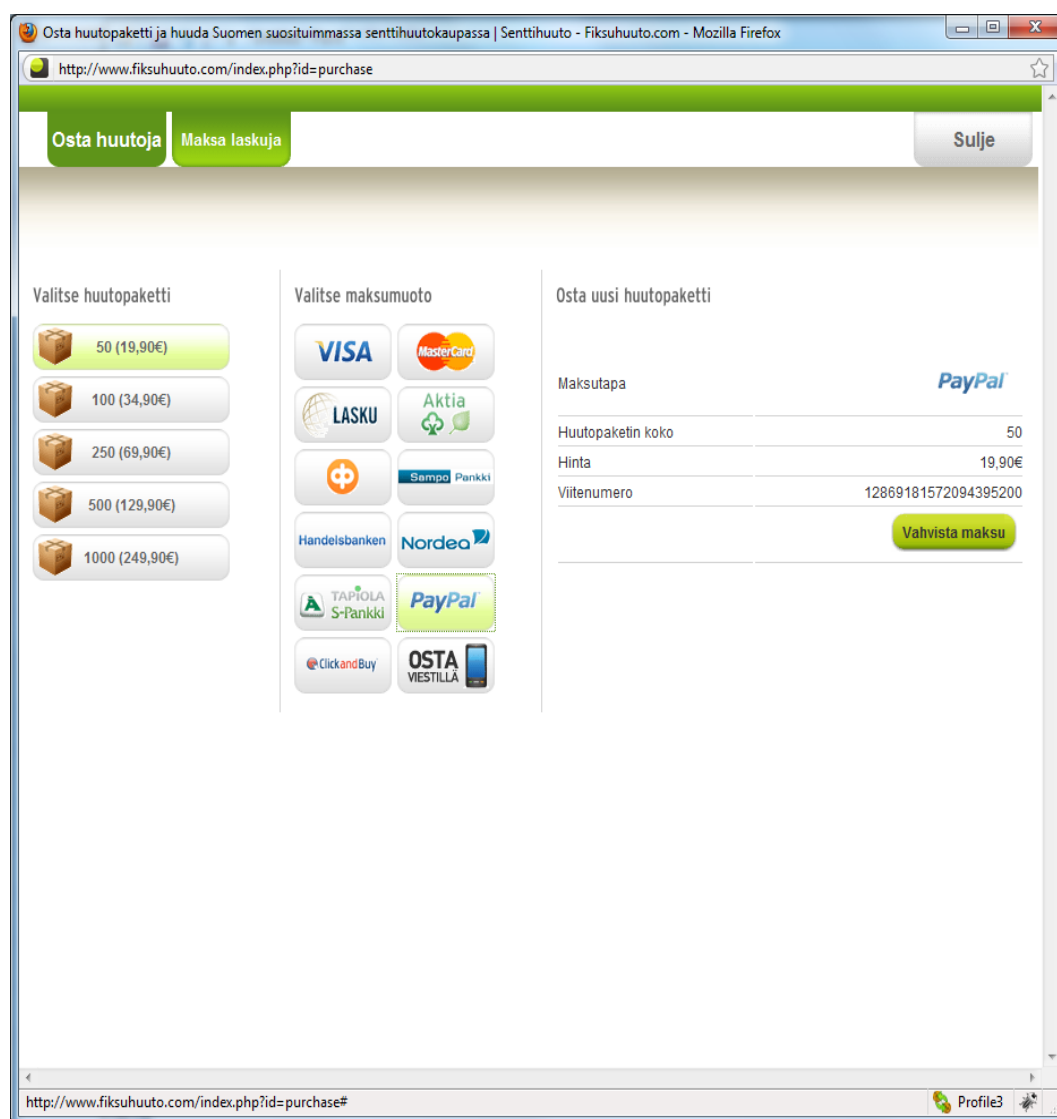 Osta huutopaketti ja huuda Suomen suosituimmassa senttihuutokaupassa | Senttihuuto - Fiksuhuuto.com - Mozilla Firefox
http://www.fiksuhuuto.com/index.php?id=purchase
Osta huutoja
Maksa laskuja
Sulje
Valitse huutopaketti
50 (19,90€)
100 (34,90€)
250 (69,90€)
500 (129,90€)
1000 (249,90€)
Valitse maksumuoto
VISA
MasterCard
LASKU
Aktia
Sampo Pankki
Handelsbanken
Nordea
TAPIOLA
S-Pankki
PayPal
ClickandBuy
OSTA
VIESTILLÄ
Osta uusi huutopaketti
Maksutapa PayPal
Huutopaketin koko 50
Hinta 19,90€
Viitenumero 12869181572094395200
Vahvista maksu
http://www.fiksuhuuto.com/index.php?id=purchase#
Profile3